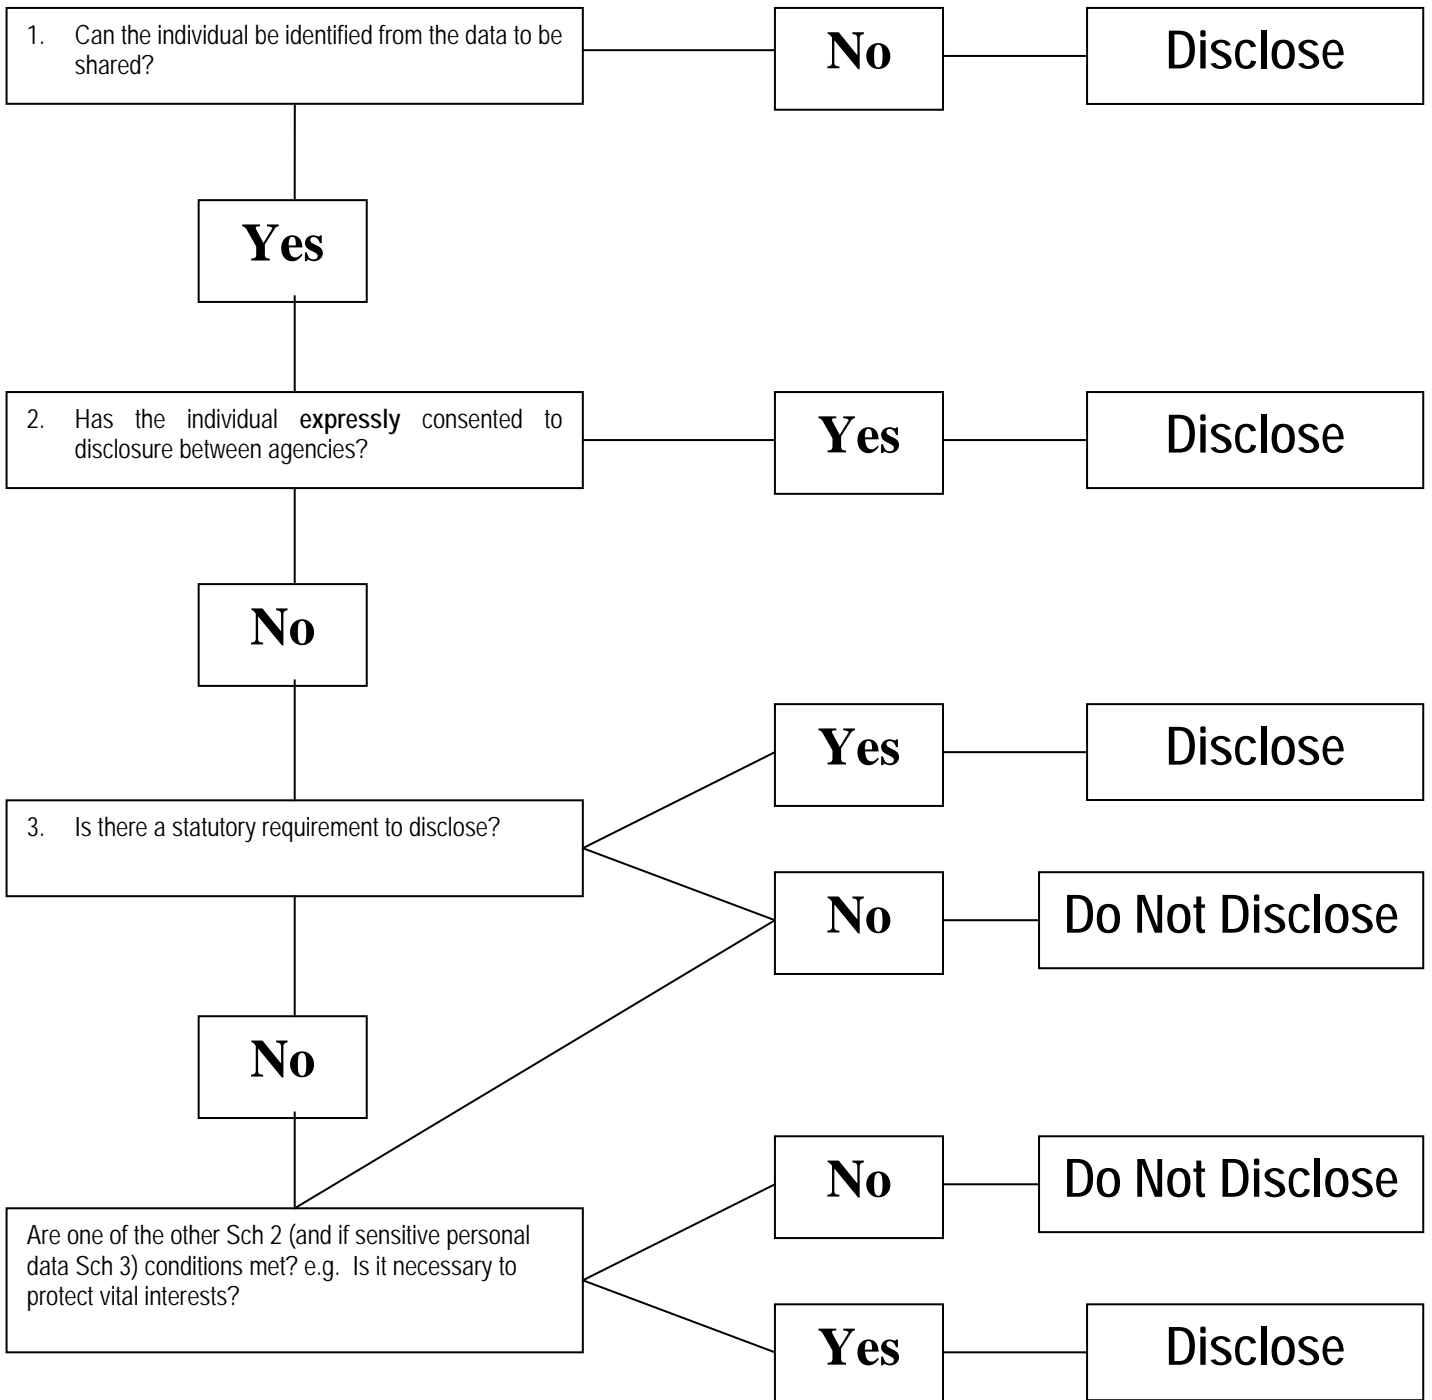 1. Can the individual be identified from the data to be
shared?
No
Disclose
Yes
2. Has the individual expressly consented to
disclosure between agencies?
Yes
Disclose
No
Yes
Disclose
3. Is there a statutory requirement to disclose?
No
Do Not Disclose
No
No
Do Not Disclose
Are one of the other Sch 2 (and if sensitive personal
data Sch 3) conditions met? e.g. Is it necessary to
protect vital interests?
Yes
Disclose